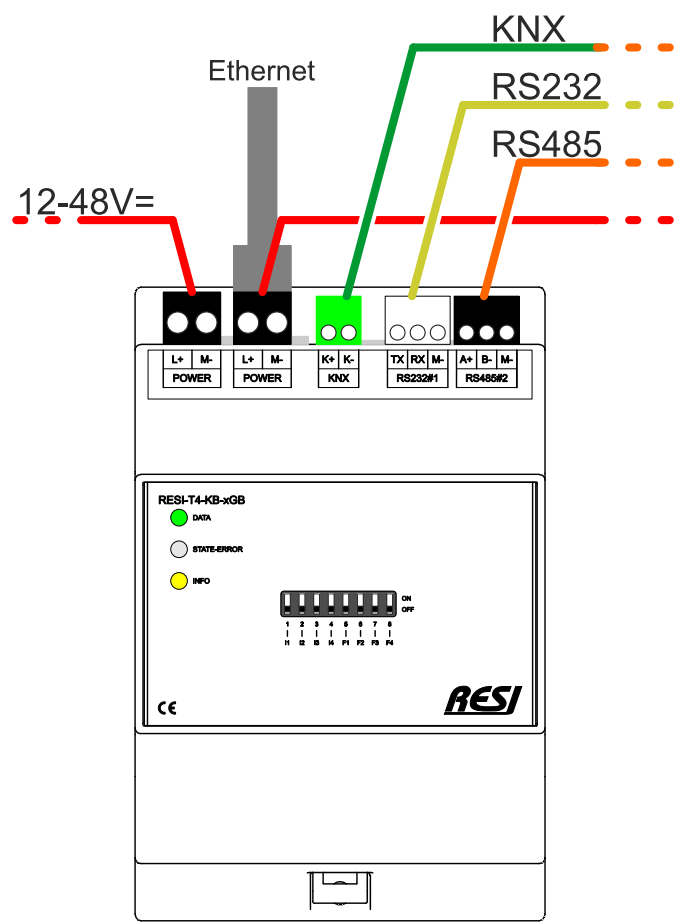 KNX
Ethernet
RS232
RS485
12-48V=
L+ M- L+ M- K+ K- TX RX M- A+ B- M-
POWER POWER KNX RS232#1 RS485#2
RESI-T4-KB-xGB
DATA
STATE-ERROR
INFO
ON
OFF
1 2 3 4 5 6 7 8
I1 I2 I3 I4 F1 F2 F3 F4
CE
RESI